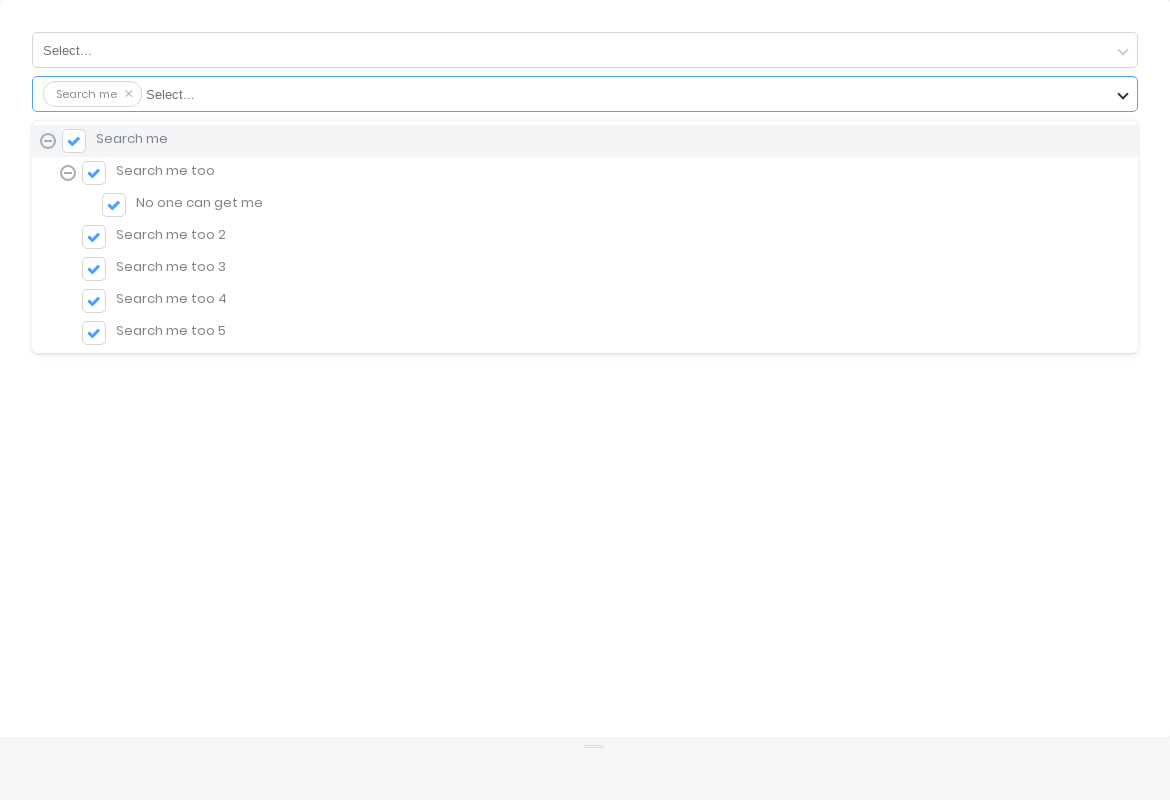 Select...
Search me × Select...
Search me
Search me too
No one can get me
Search me too 2
Search me too 3
Search me too 4
Search me too 5